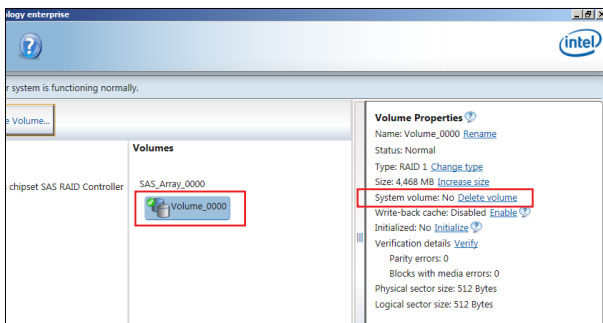 ology enterprise
intel
r system is functioning normally.
e Volume...
Volumes
chipset SAS RAID Controller
SAS_Array_0000
Volume_0000
Volume Properties
Name: Volume_0000 Rename
Status: Normal
Type: RAID 1 Change type
Size: 4,468 MB Increase size
System volume: No Delete volume
Write-back cache: Disabled Enable
Initialized: No Initialize
Verification details Verify
Parity errors: 0
Blocks with media errors: 0
Physical sector size: 512 Bytes
Logical sector size: 512 Bytes